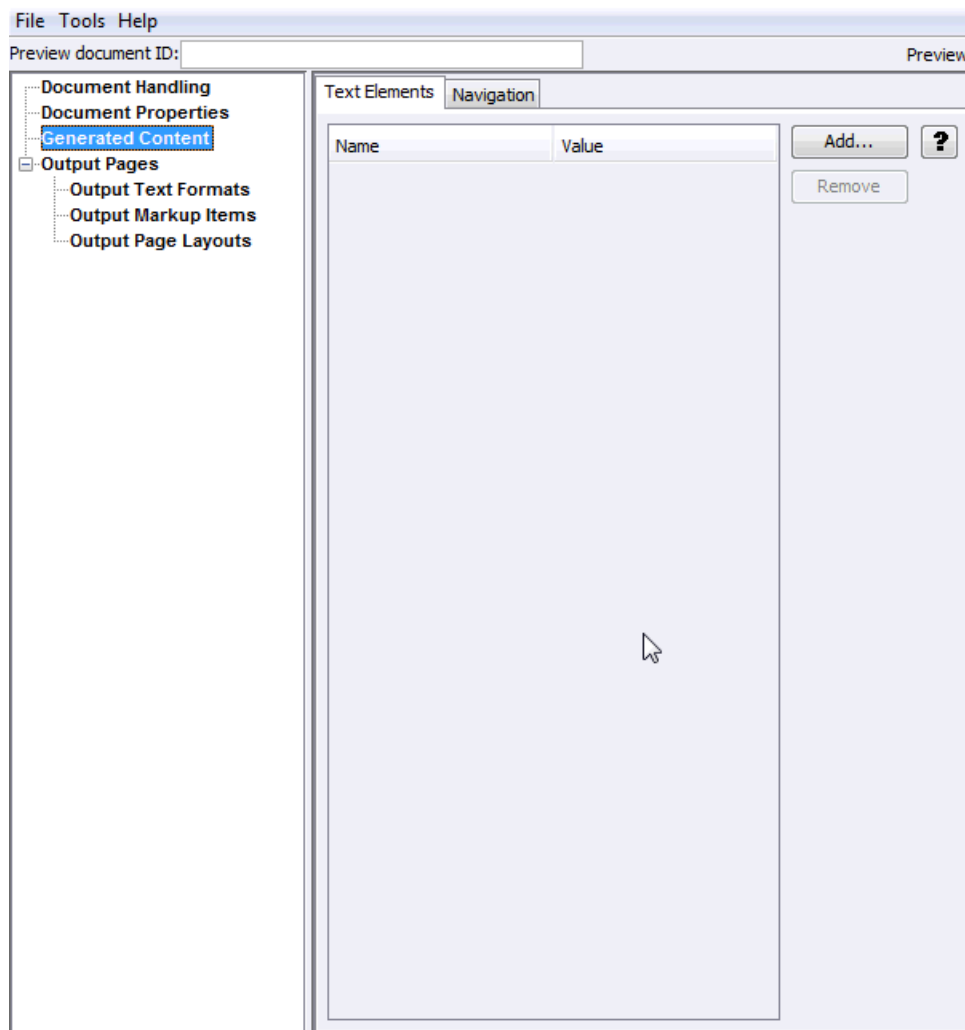 File Tools Help
Preview document ID:
Preview
Document Handling
Document Properties
Generated Content
Output Pages
Output Text Formats
Output Markup Items
Output Page Layouts
Text Elements Navigation
Name Value
Add... ?
Remove